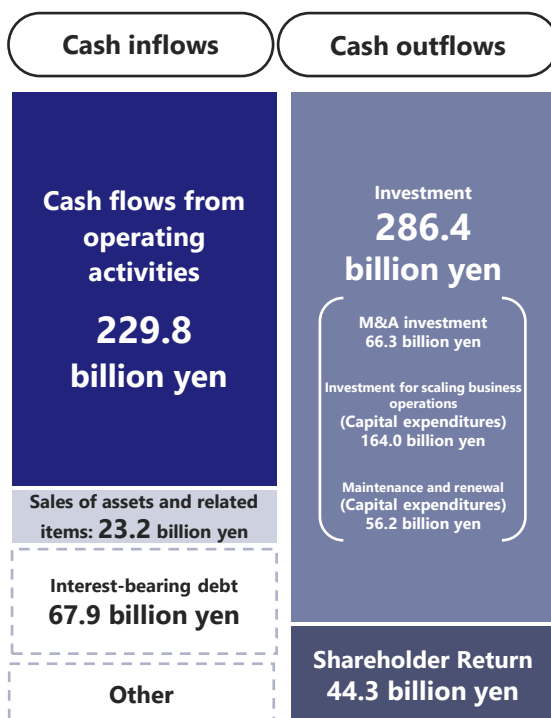 Cash inflows
Cash outflows
Cash flows from
operating
activities
229.8
billion yen
Sales of assets and related
items: 23.2 billion yen
Interest-bearing debt
67.9 billion yen
Other
Investment
286.4
billion yen
M&A investment
66.3 billion yen
Investment for scaling business
operations
(Capital expenditures)
164.0 billion yen
Maintenance and renewal
(Capital expenditures)
56.2 billion yen
Shareholder Return
44.3 billion yen